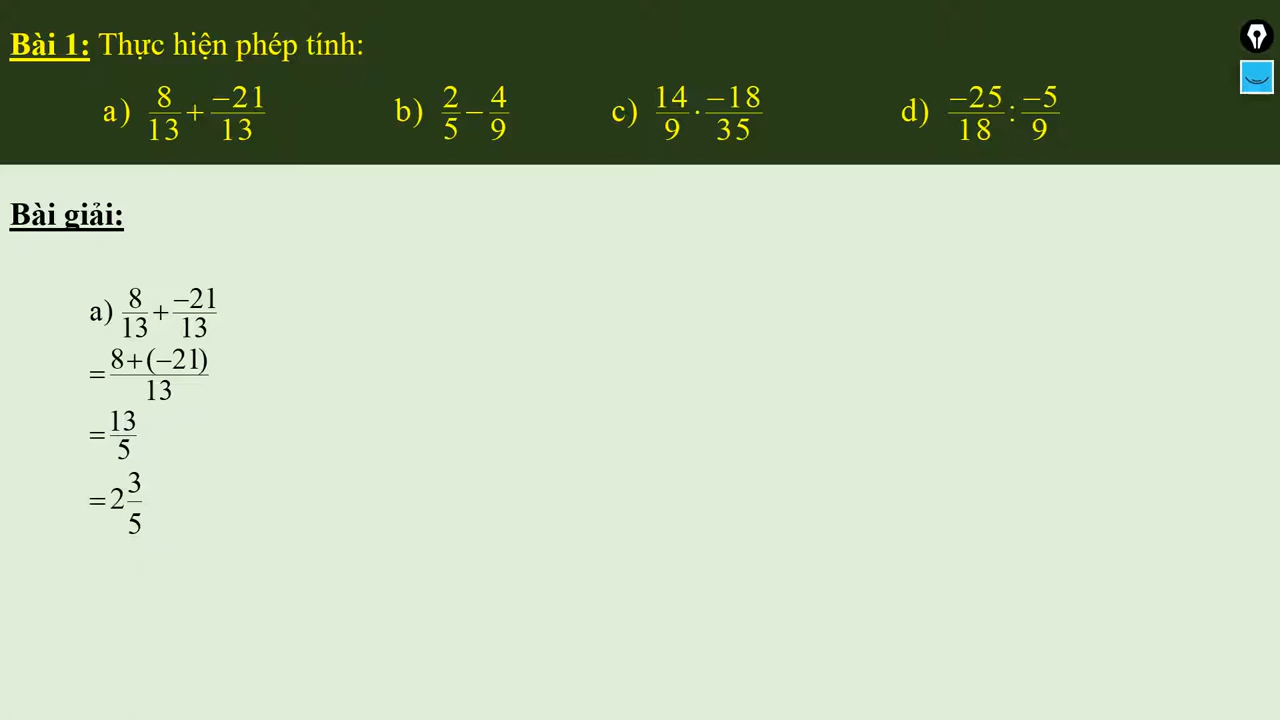 Bài 1: Thực hiện phép tính:
a) 8/13 + −21/13 b) 2/5 − 4/9 c) 14/9 · −18/35 d) −25/18 : −5/9
Bài giải:
a) 8/13 + −21/13
= 8+(−21)/13
= 13/5
= 2 3/5